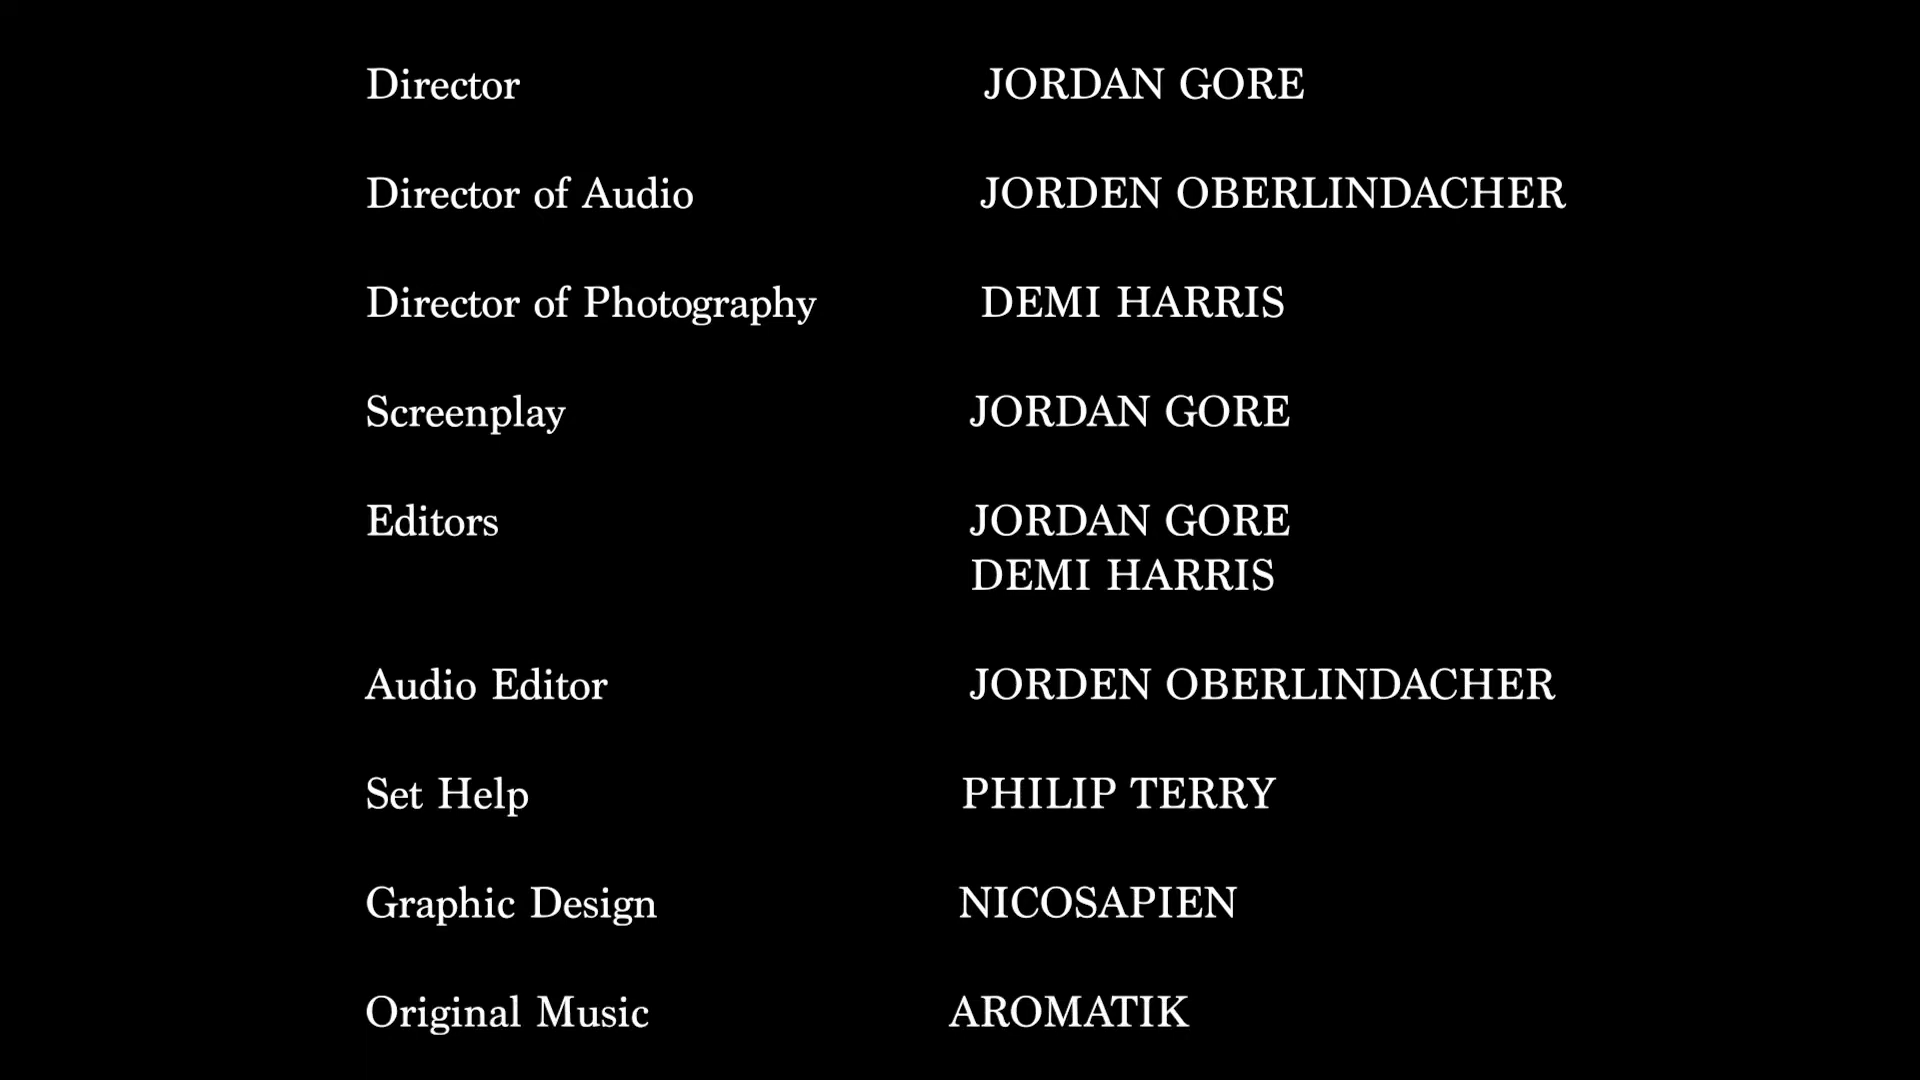 Director JORDAN GORE
Director of Audio JORDEN OBERLINDACHER
Director of Photography DEMI HARRIS
Screenplay JORDAN GORE
Editors JORDAN GORE
DEMI HARRIS
Audio Editor JORDEN OBERLINDACHER
Set Help PHILIP TERRY
Graphic Design NICOSAPIEN
Original Music AROMATIK